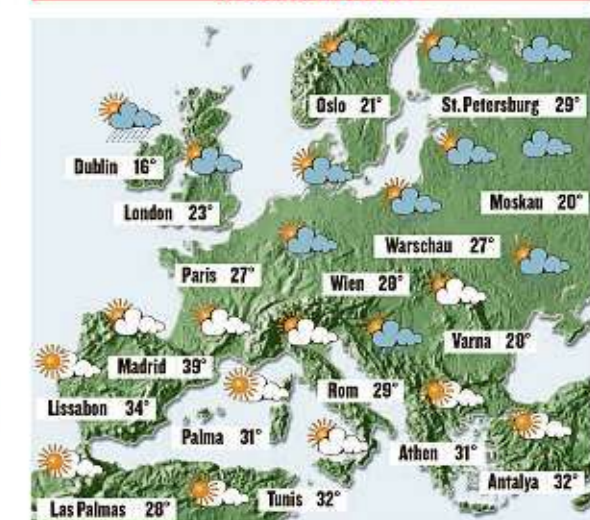 Oslo 21°
St. Petersburg 29°
Dublin 16°
London 23°
Moskau 20°
Warschau 27°
Paris 27°
Wien 28°
Madrid 39°
Varna 28°
Lissabon 34°
Rom 29°
Palma 31°
Athen 31°
Antalya 32°
Las Palmas 28°
Tunis 32°